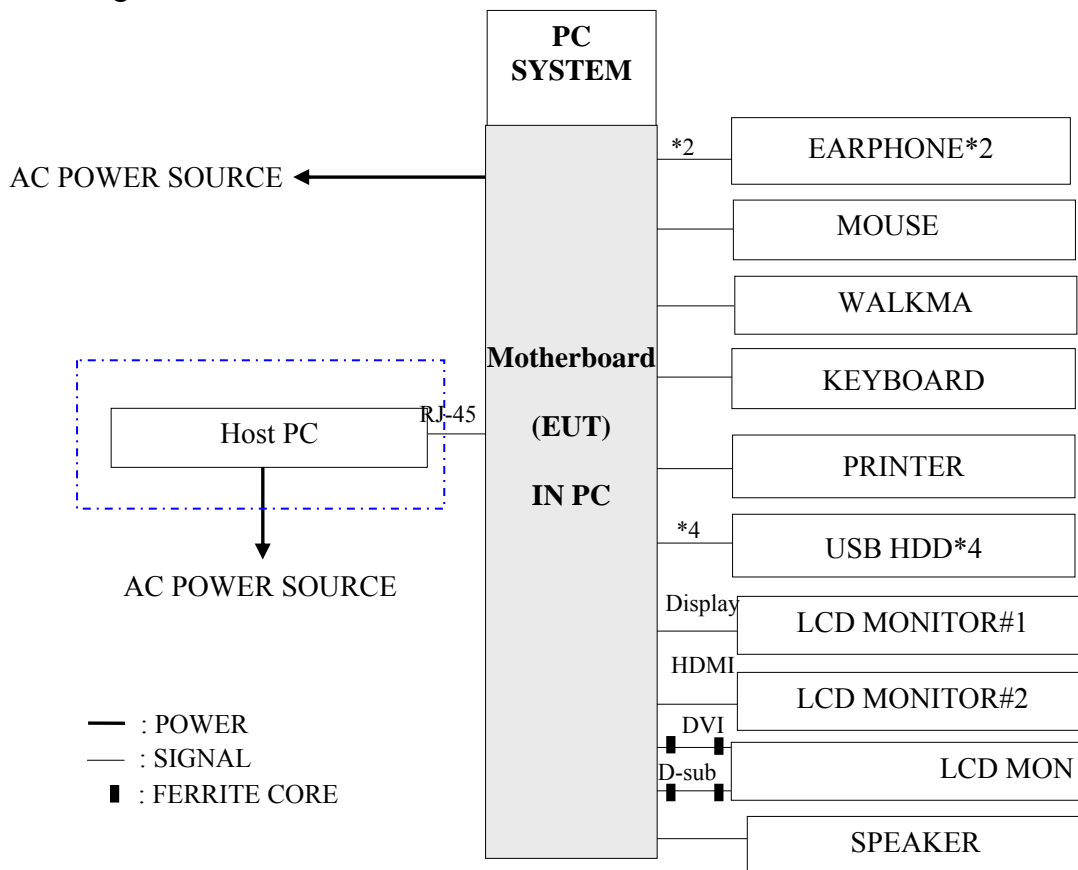 PC
SYSTEM
*2
EARPHONE*2
AC POWER SOURCE
MOUSE
WALKMA
Motherboard
(EUT)
IN PC
KEYBOARD
RJ-45
Host PC
PRINTER
*4
USB HDD*4
AC POWER SOURCE
Display
LCD MONITOR#1
HDMI
LCD MONITOR#2
: POWER
: SIGNAL
: FERRITE CORE
DVI
D-sub
LCD MON
SPEAKER